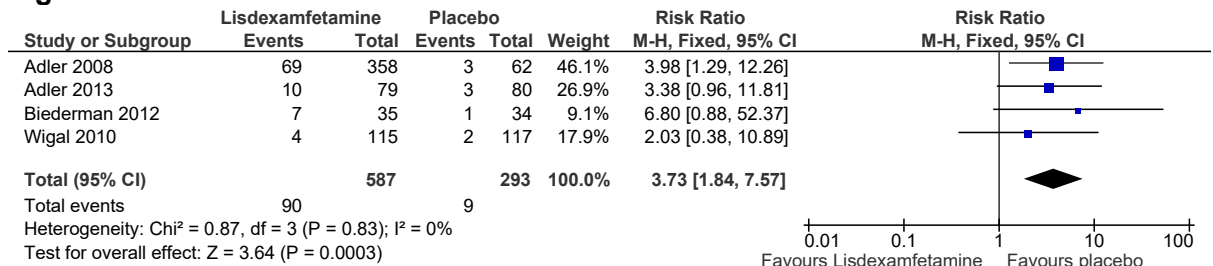 Lisdexamfetamine Placebo Risk Ratio Risk Ratio
Study or Subgroup Events Total Events Total Weight M-H, Fixed, 95% CI M-H, Fixed, 95% CI
Adler 2008 69 358 3 62 46.1% 3.98 [1.29, 12.26]
Adler 2013 10 79 3 80 26.9% 3.38 [0.96, 11.81]
Biederman 2012 7 35 1 34 9.1% 6.80 [0.88, 52.37]
Wigal 2010 4 115 2 117 17.9% 2.03 [0.38, 10.89]
Total (95% CI) 587 293 100.0% 3.73 [1.84, 7.57]
Total events 90 9
Heterogeneity: Chi² = 0.87, df = 3 (P = 0.83); I² = 0%
Test for overall effect: Z = 3.64 (P = 0.0003)
0.01 0.1 1 10 100
Favours Lisdexamfetamine Favours placebo